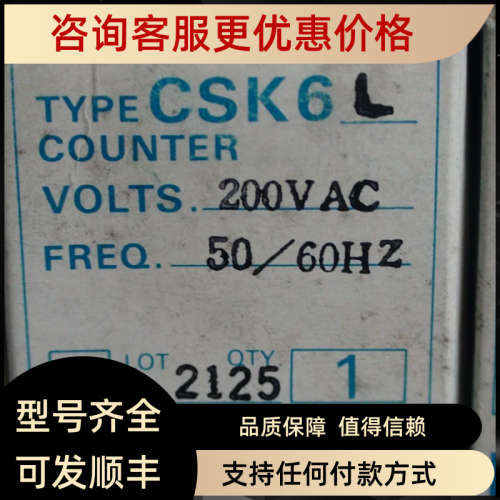 咨询客服更优惠价格
TYPE CSK6 L
COUNTER
VOLTS. 200VAC
FREQ. 50/60HZ
LOT 2125 QTY 1
型号齐全
可发顺丰
品质保障 值得信赖
支持任何付款方式